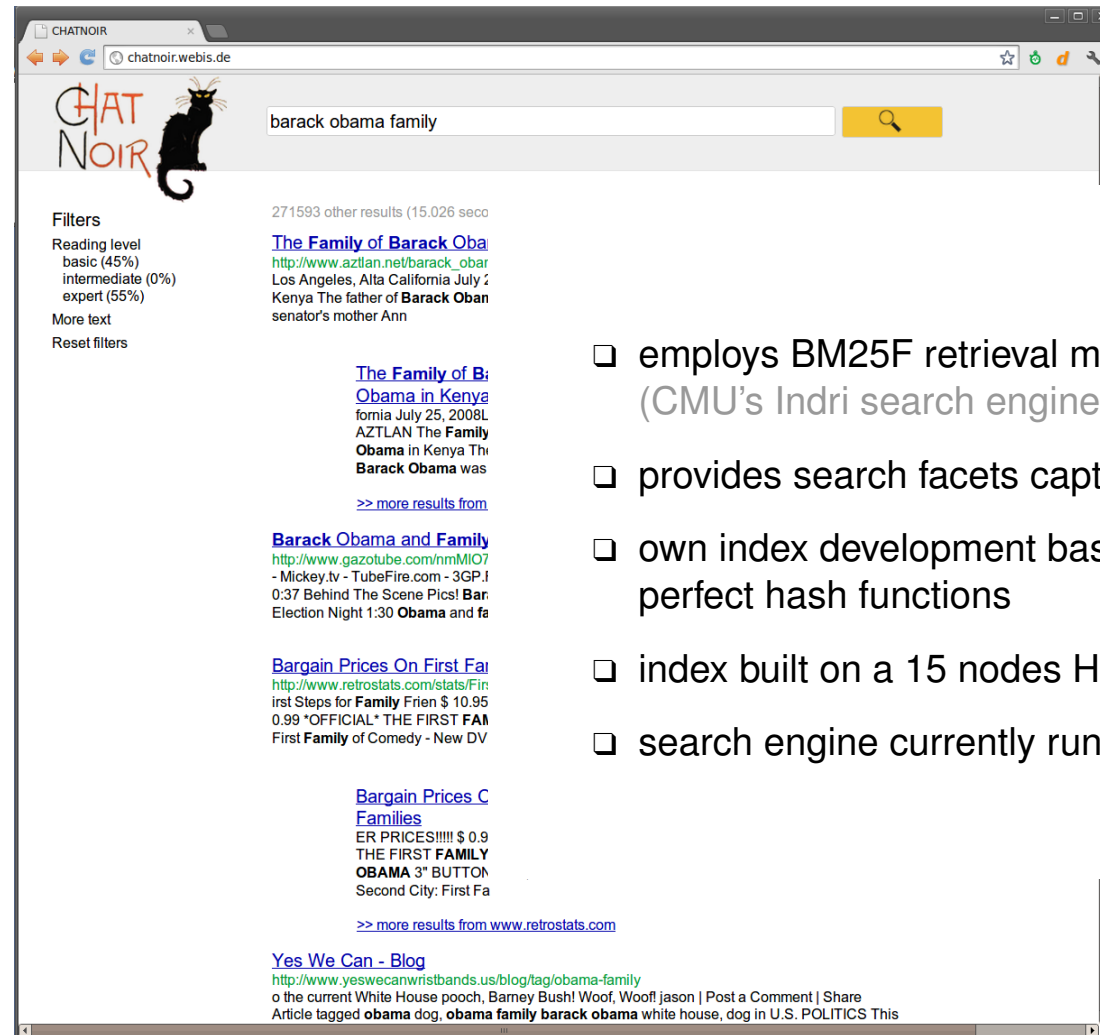 CHATNOIR
chatnoir.webis.de
CHAT
NOIR
barack obama family
Filters
Reading level
basic (45%)
intermediate (0%)
expert (55%)
More text
Reset filters
271593 other results (15.026 seco
The Family of Barack Oba
http://www.aztlan.net/barack_obar
Los Angeles, Alta California July 2
Kenya The father of Barack Oban
senator's mother Ann
The Family of Ba
Obama in Kenya
fornia July 25, 2008L
AZTLAN The Family
Obama in Kenya The
Barack Obama was
>> more results from
Barack Obama and Family
http://www.gazotube.com/nmMIO7
- Mickey.tv - TubeFire.com - 3GP.
0:37 Behind The Scene Pics! Bar
Election Night 1:30 Obama and fa
Bargain Prices On First Far
http://www.retrostats.com/stats/Firs
irst Steps for Family Frien $ 10.95
0.99 *OFFICIAL* THE FIRST FAM
First Family of Comedy - New DV
Bargain Prices O
Families
ER PRICES!!!!! $ 0.9
THE FIRST FAMILY
OBAMA 3" BUTTON
Second City: First Fa
>> more results from www.retrostats.com
Yes We Can - Blog
http://www.yeswecanwristbands.us/blog/tag/obama-family
o the current White House pooch, Barney Bush! Woof, Woof! jason | Post a Comment | Share
Article tagged obama dog, obama family barack obama white house, dog in U.S. POLITICS This
❑ employs BM25F retrieval m
(CMU's Indri search engine
❑ provides search facets capt
❑ own index development bas
perfect hash functions
❑ index built on a 15 nodes H
❑ search engine currently run